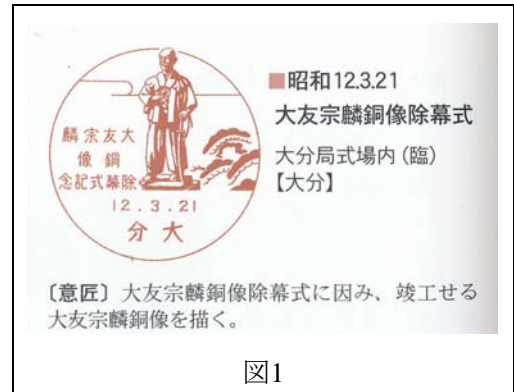 大友宗麟
銅像
除幕式記念
12.3.21
大分
■昭和12.3.21
大友宗麟銅像除幕式
大分局式場内(臨)
【大分】
〔意匠〕大友宗麟銅像除幕式に因み、竣工せる
大友宗麟銅像を描く。
図1